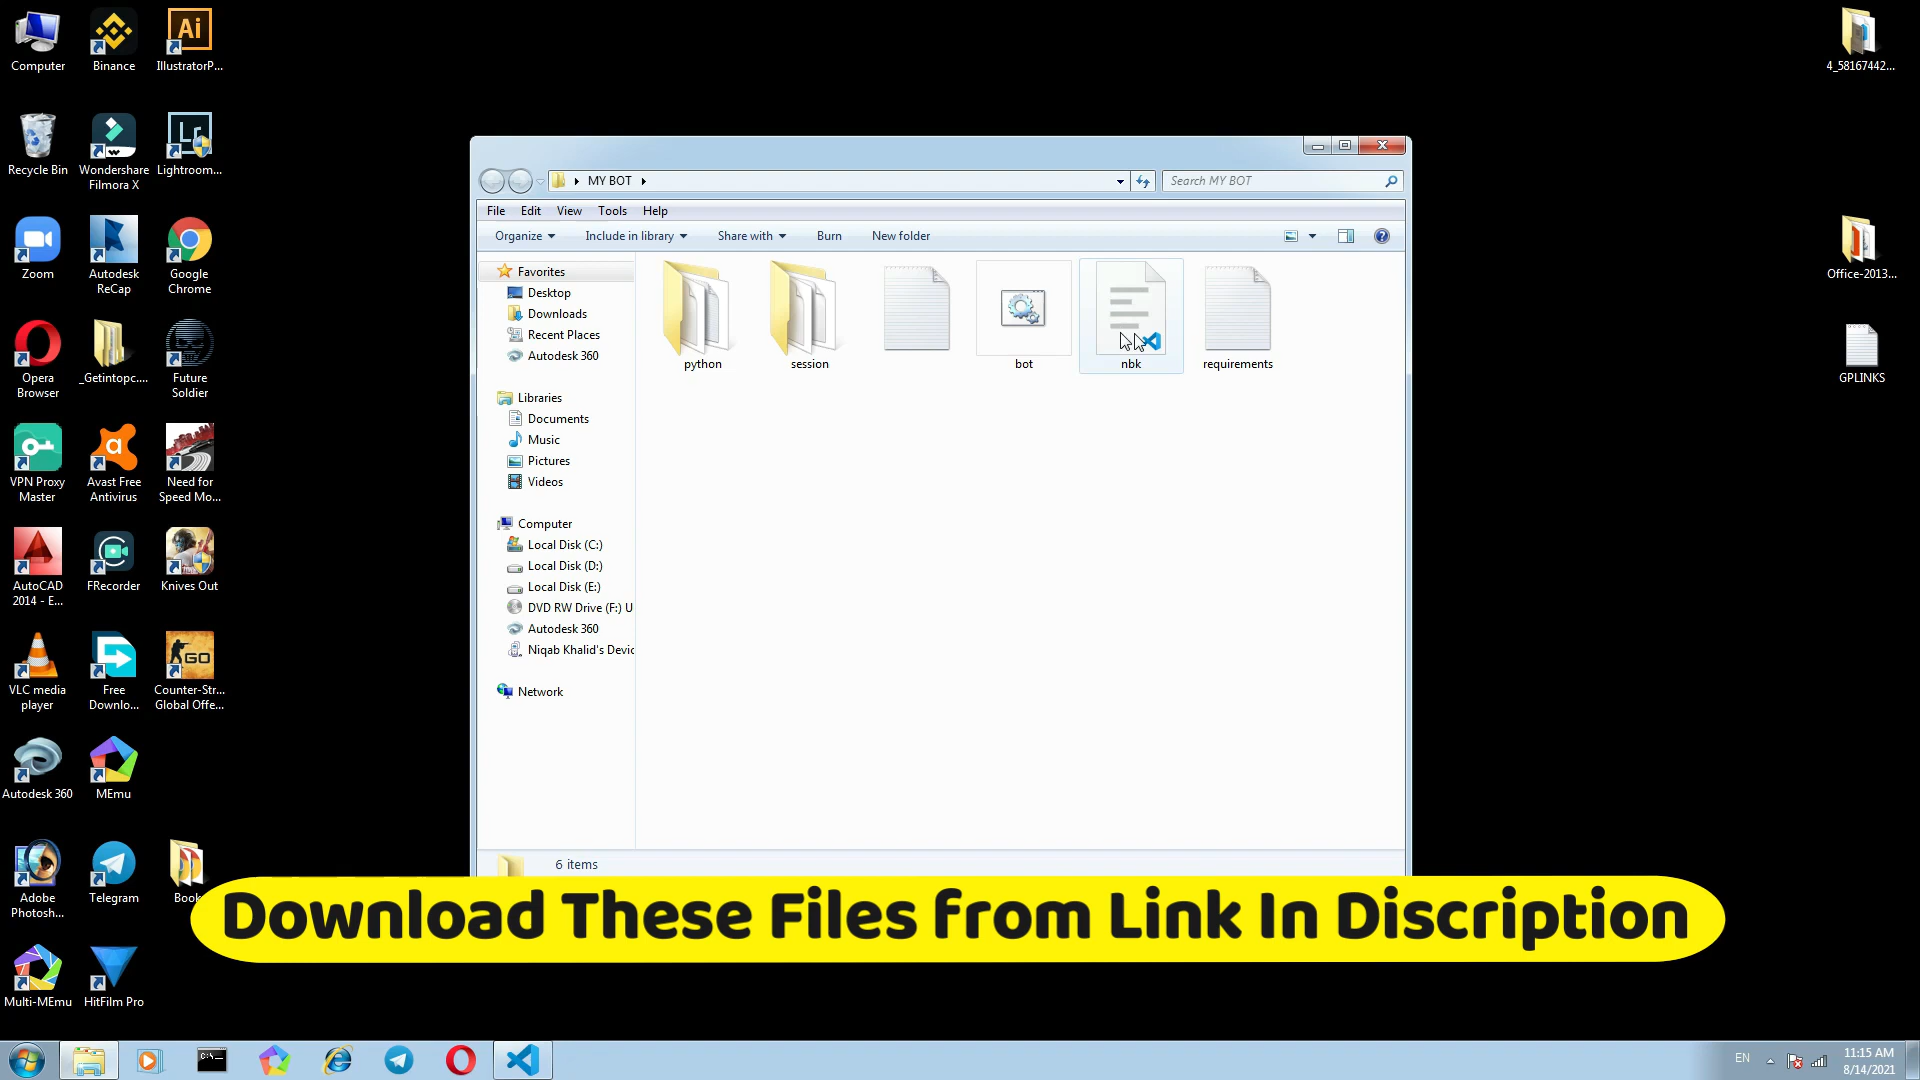 Computer
Binance
IllustratorP...
Ai
4_58167442...
Recycle Bin
Wondershare
Filmora X
Lr
Lightroom...
Zoom
Autodesk
ReCap
Google
Chrome
Office-2013...
Opera
Browser
_Getintopc....
Future
Soldier
GPLINKS
VPN Proxy
Master
Avast Free
Antivirus
Need for
Speed Mo...
AutoCAD
2014 - E...
FRecorder
Knives Out
VLC media
player
Free
Downlo...
GO
Counter-Str...
Global Offe...
Autodesk 360
MEmu
Adobe
Photosh...
Telegram
Book
Multi-MEmu
HitFilm Pro
MY BOT
Search MY BOT
File Edit View Tools Help
Organize Include in library Share with Burn New folder
Favorites
Desktop
Downloads
Recent Places
Autodesk 360
Libraries
Documents
Music
Pictures
Videos
Computer
Local Disk (C:)
Local Disk (D:)
Local Disk (E:)
DVD RW Drive (F:) U
Autodesk 360
Niqab Khalid's Devic
Network
python
session
bot
nbk
requirements
6 items
Download These Files from Link In Discription
C:\_
EN
11:15 AM
8/14/2021